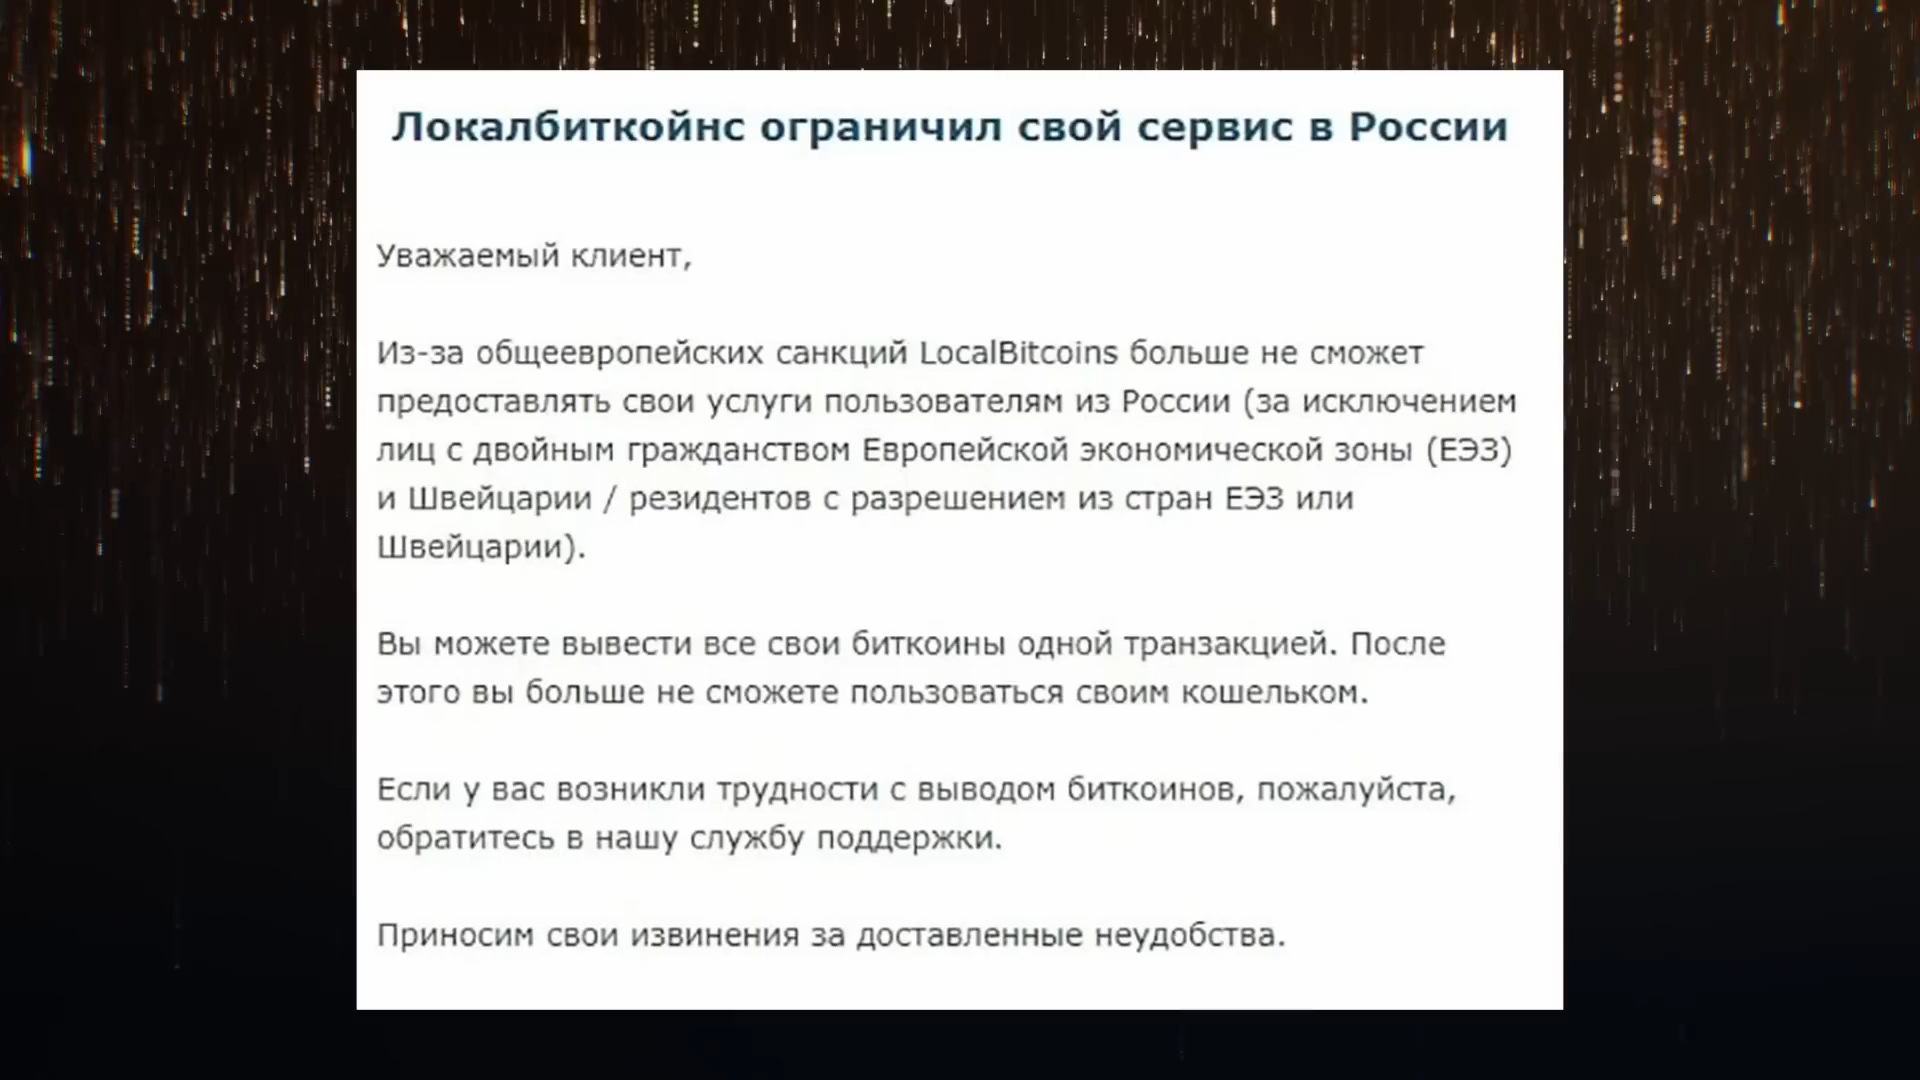 Локалбиткойнс ограничил свой сервис в России
Уважаемый клиент,
Из-за общеевропейских санкций LocalBitcoins больше не сможет
предоставлять свои услуги пользователям из России (за исключением
лиц с двойным гражданством Европейской экономической зоны (ЕЭЗ)
и Швейцарии / резидентов с разрешением из стран ЕЭЗ или
Швейцарии).
Вы можете вывести все свои биткоины одной транзакцией. После
этого вы больше не сможете пользоваться своим кошельком.
Если у вас возникли трудности с выводом биткоинов, пожалуйста,
обратитесь в нашу службу поддержки.
Приносим свои извинения за доставленные неудобства.